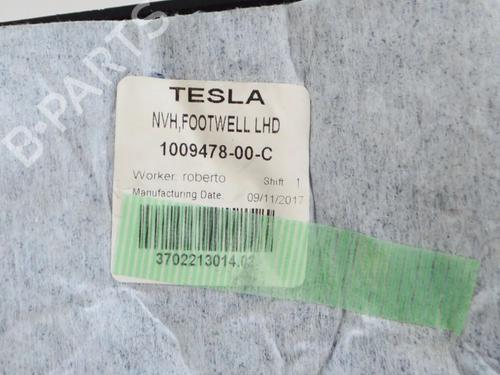 B-PARTS
TESLA
NVH,FOOTWELL LHD
1009478-00-C
Worker: roberto Shift 1
Manufacturing Date: 09/11/2017
3702213014.02